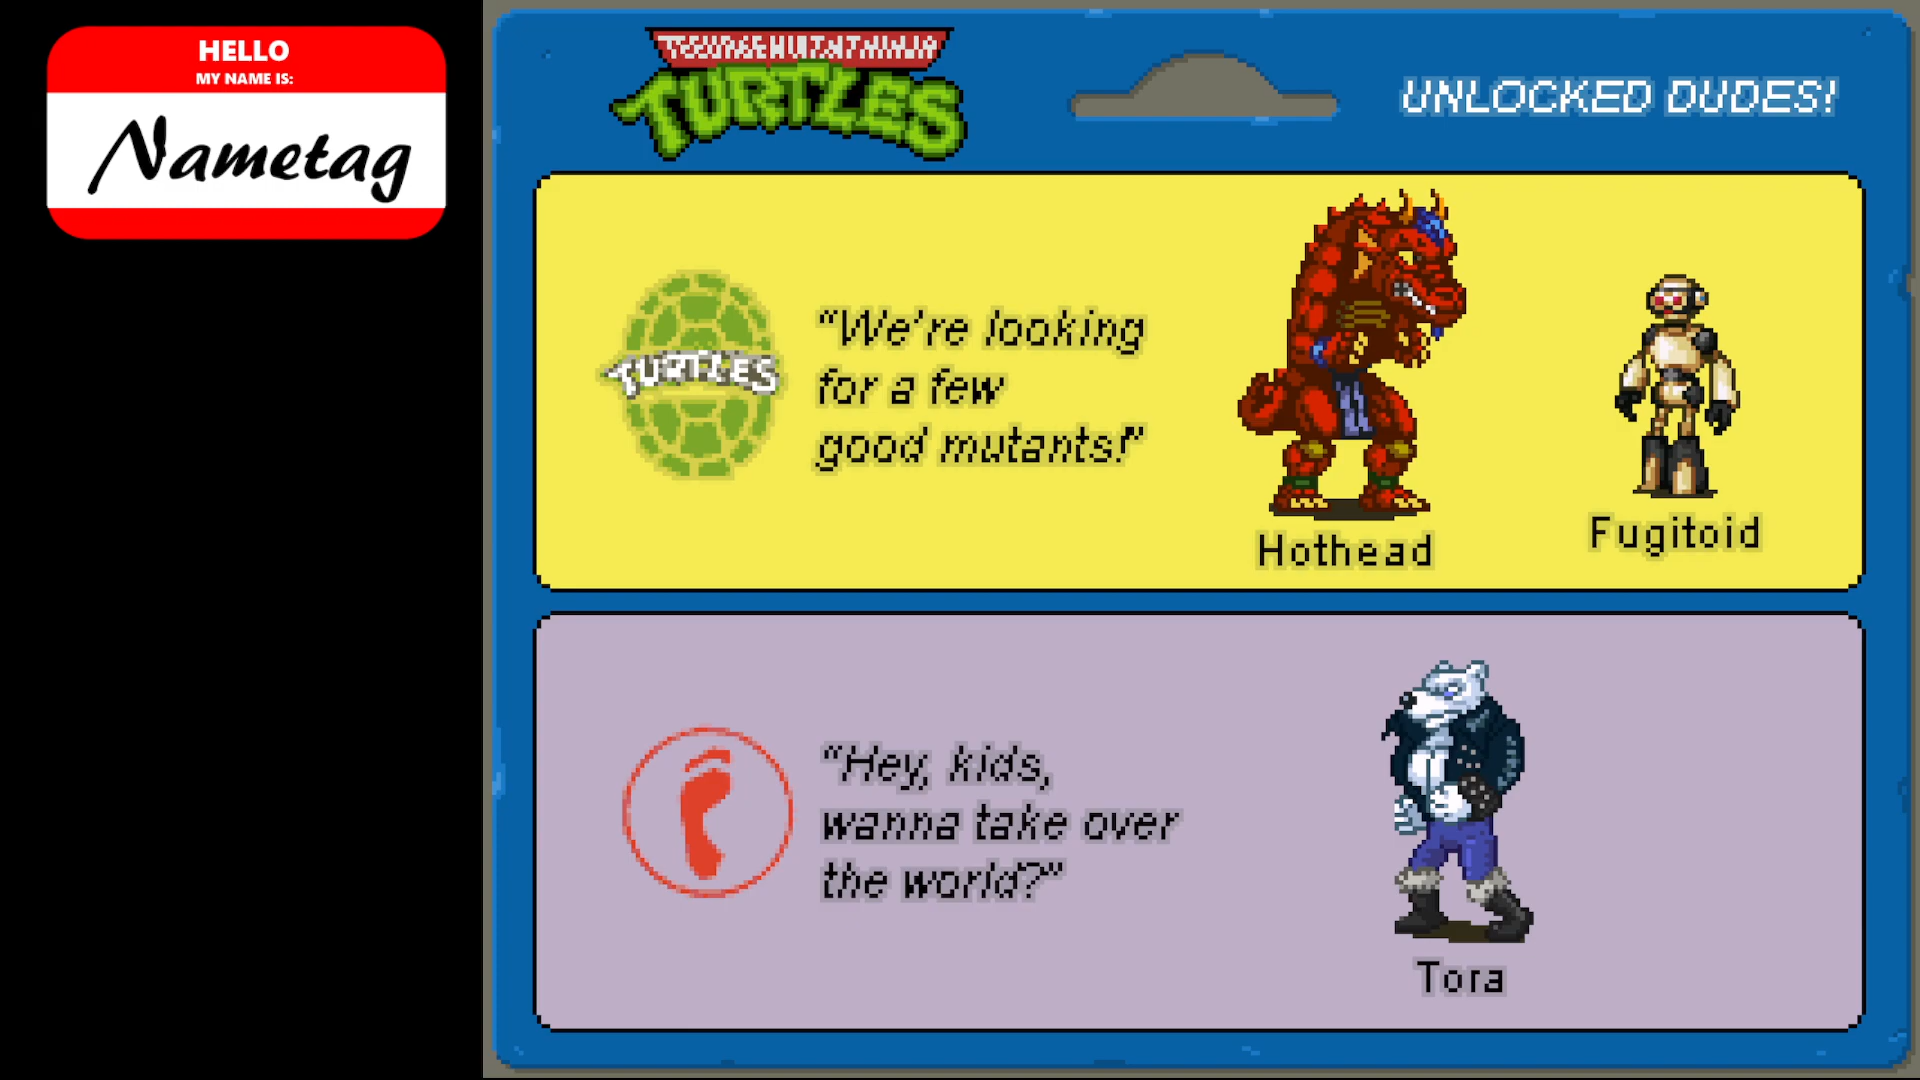 HELLO
MY NAME IS:
Nametag
TEENAGE MUTANT NINJA
TURTLES
UNLOCKED DUDES!
TURTLES
“We're looking
for a few
good mutants!”
Hothead
Fugitoid
“Hey, kids,
wanna take over
the world?”
Tora